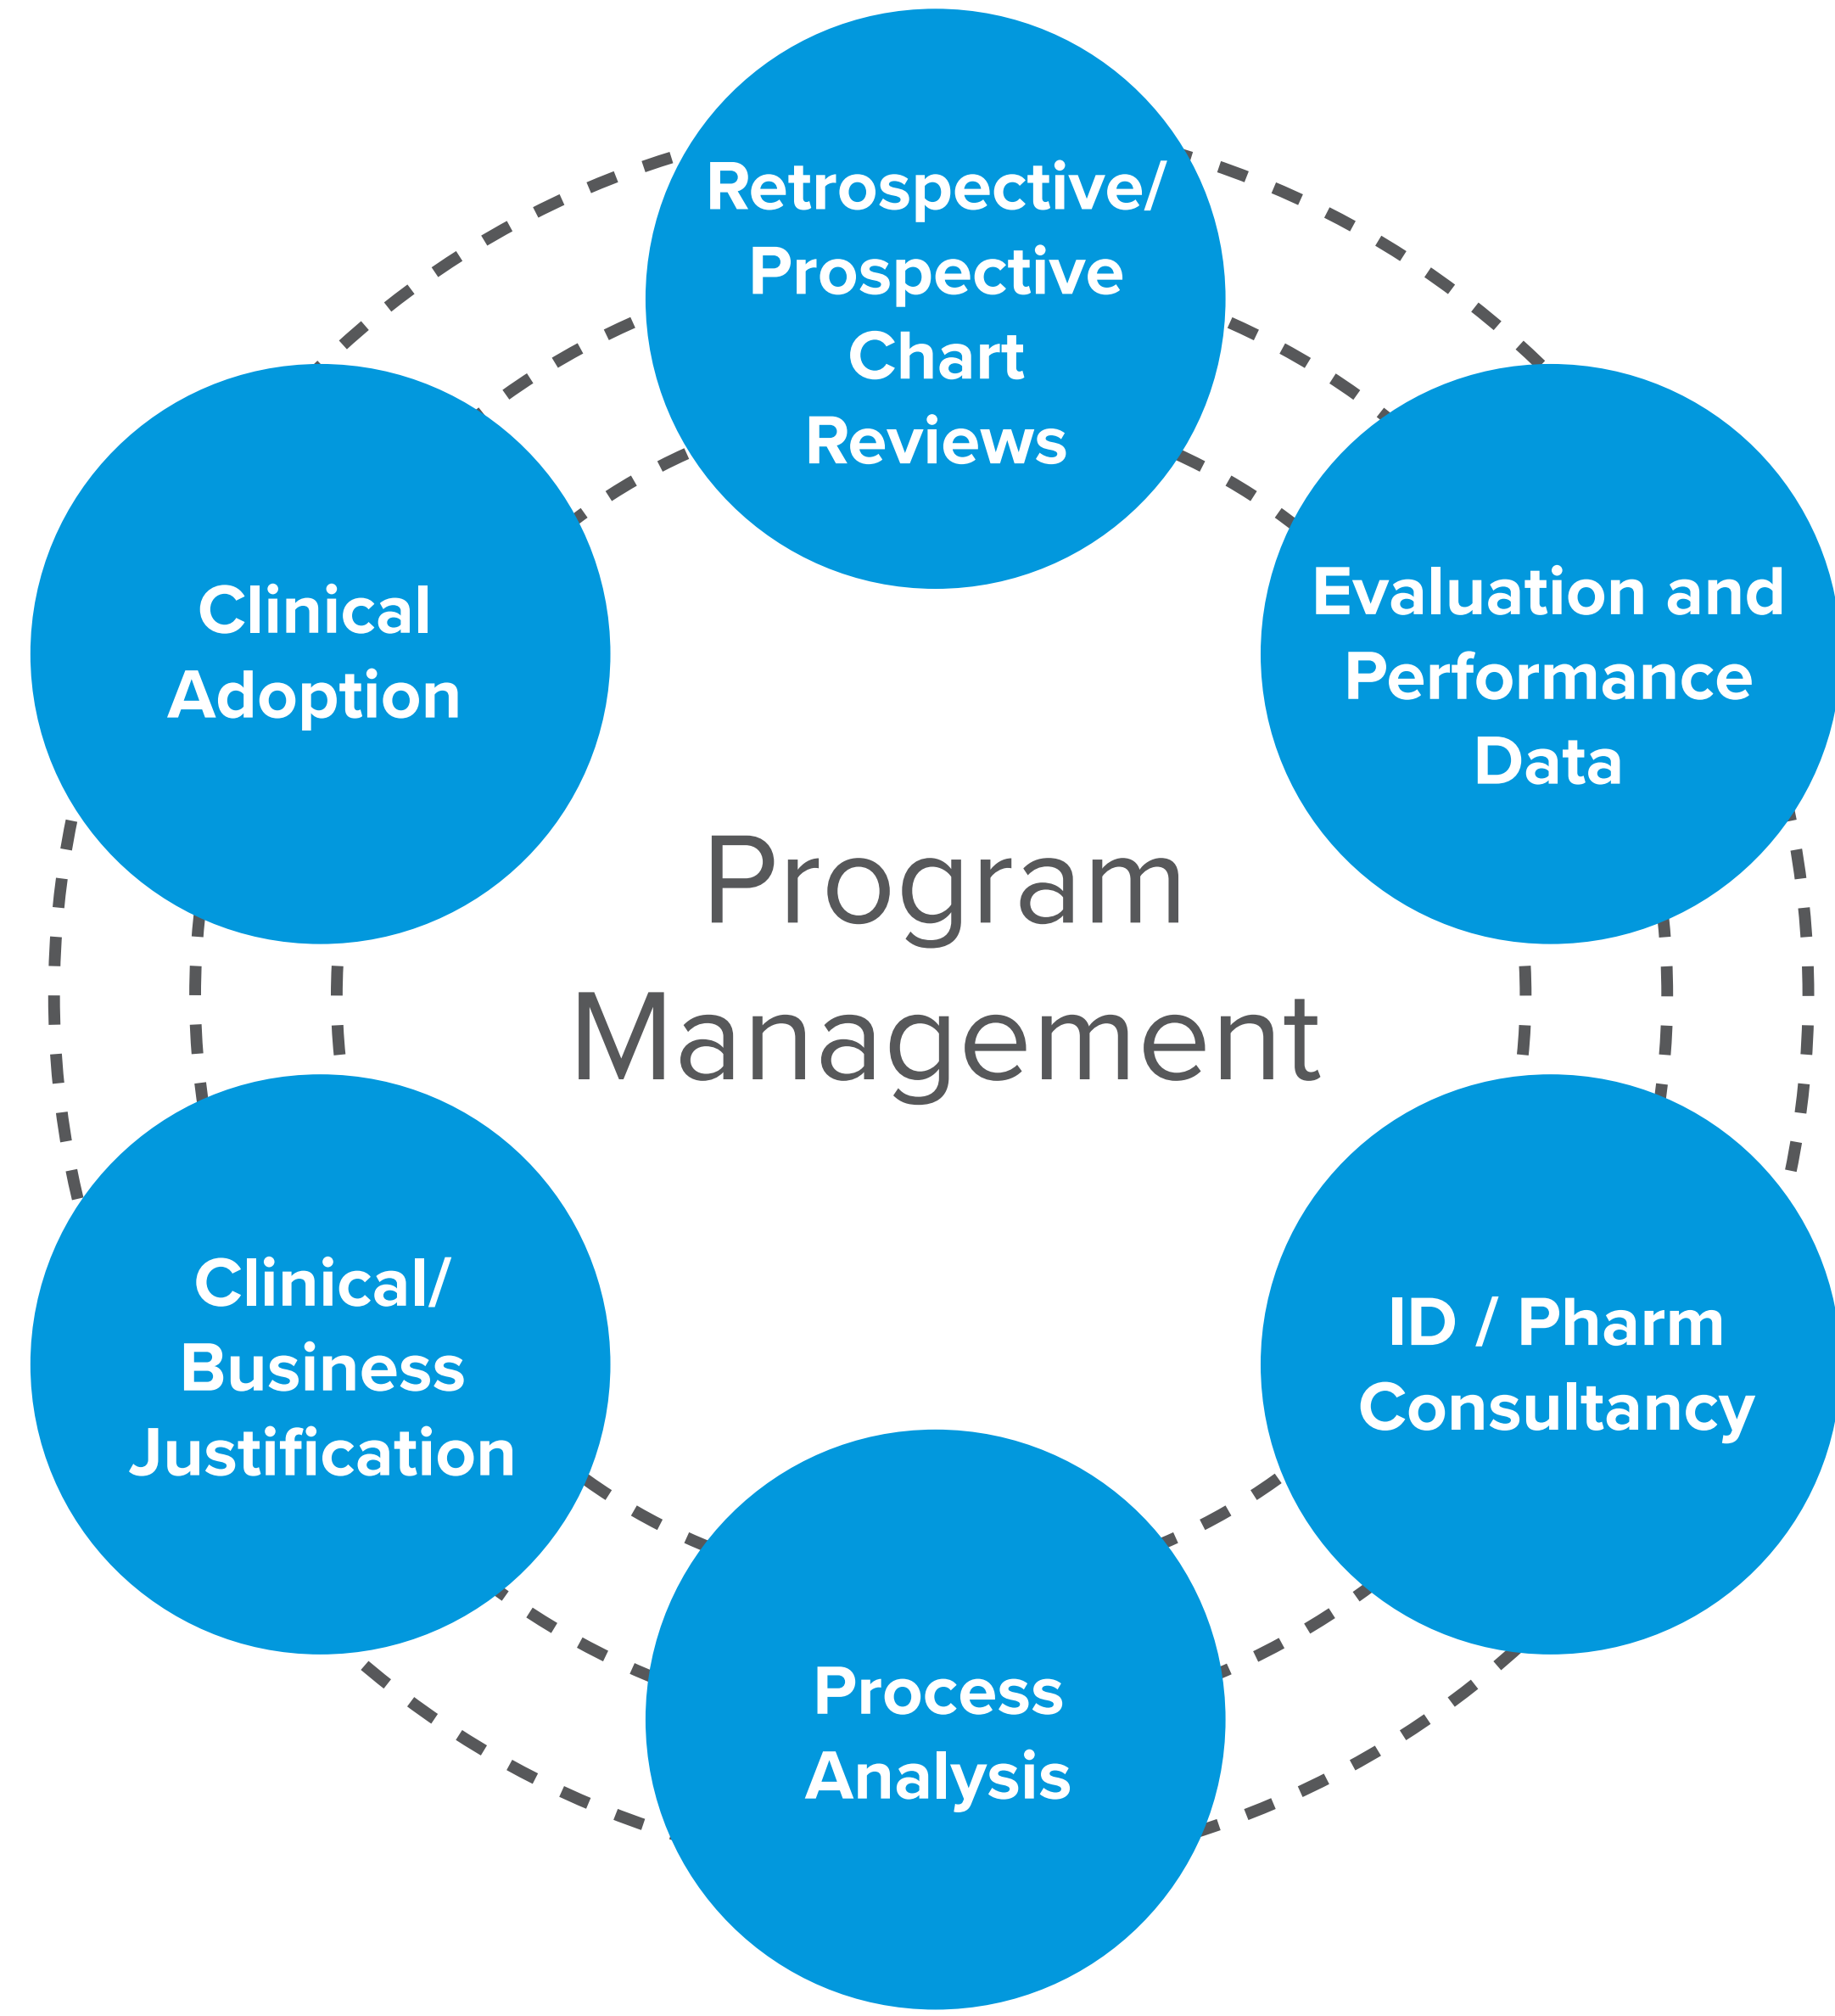 Retrospective/
Prospective
Chart
Reviews
Clinical
Adoption
Evaluation and
Performance
Data
Program
Management
Clinical/
Business
Justification
ID / Pharm
Consultancy
Process
Analysis